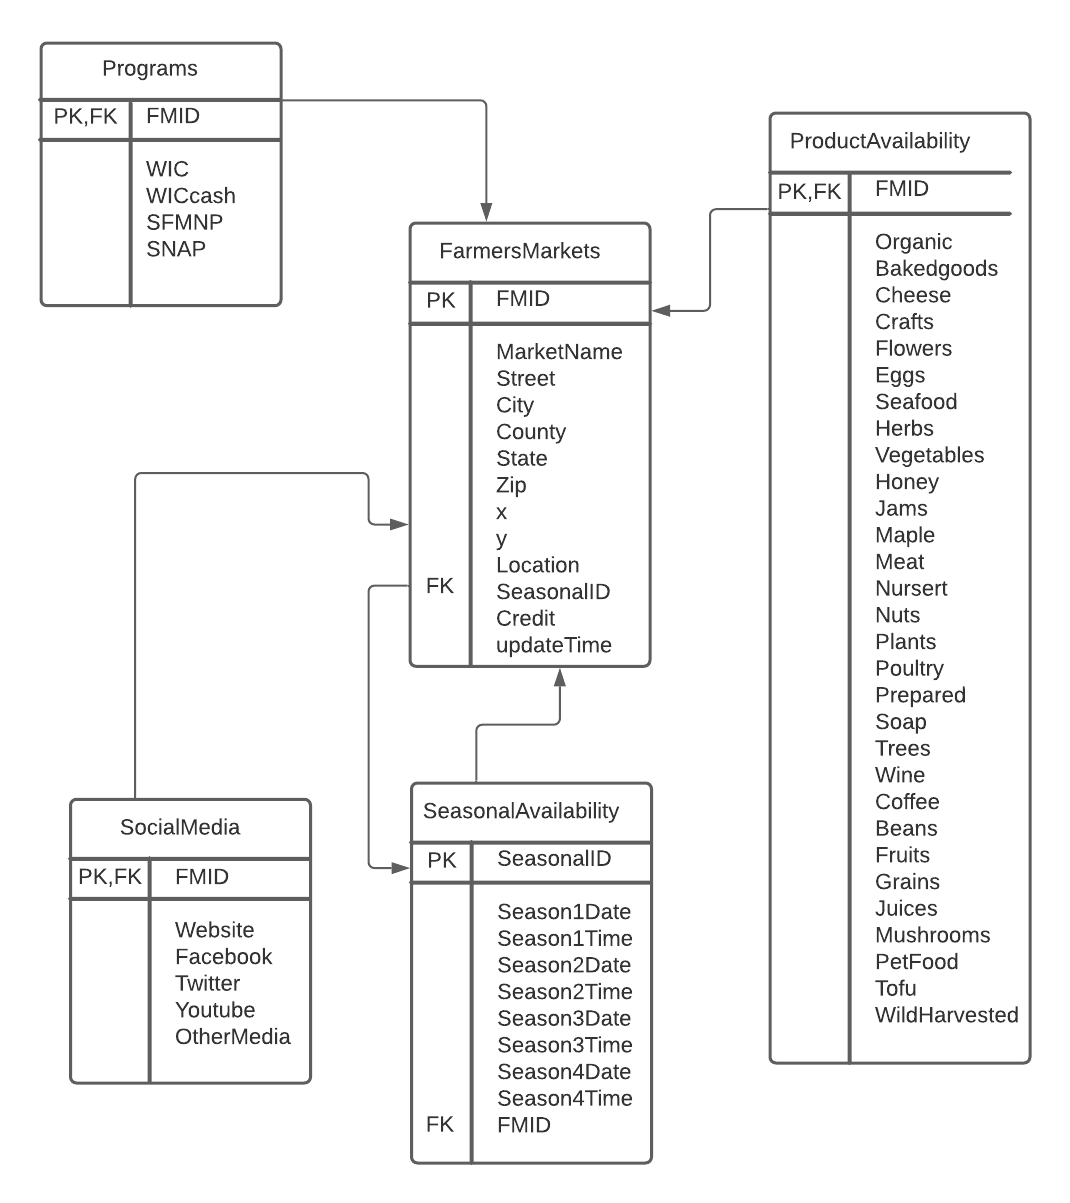 Programs
PK,FK FMID
WIC
WICcash
SFMNP
SNAP
ProductAvailability
PK,FK FMID
Organic
Bakedgoods
Cheese
Crafts
Flowers
Eggs
Seafood
Herbs
Vegetables
Honey
Jams
Maple
Meat
Nursert
Nuts
Plants
Poultry
Prepared
Soap
Trees
Wine
Coffee
Beans
Fruits
Grains
Juices
Mushrooms
PetFood
Tofu
WildHarvested
FarmersMarkets
PK FMID
MarketName
Street
City
County
State
Zip
x
y
Location
FK SeasonalID
Credit
updateTime
SocialMedia
PK,FK FMID
Website
Facebook
Twitter
Youtube
OtherMedia
SeasonalAvailability
PK SeasonalID
Season1Date
Season1Time
Season2Date
Season2Time
Season3Date
Season3Time
Season4Date
Season4Time
FK FMID